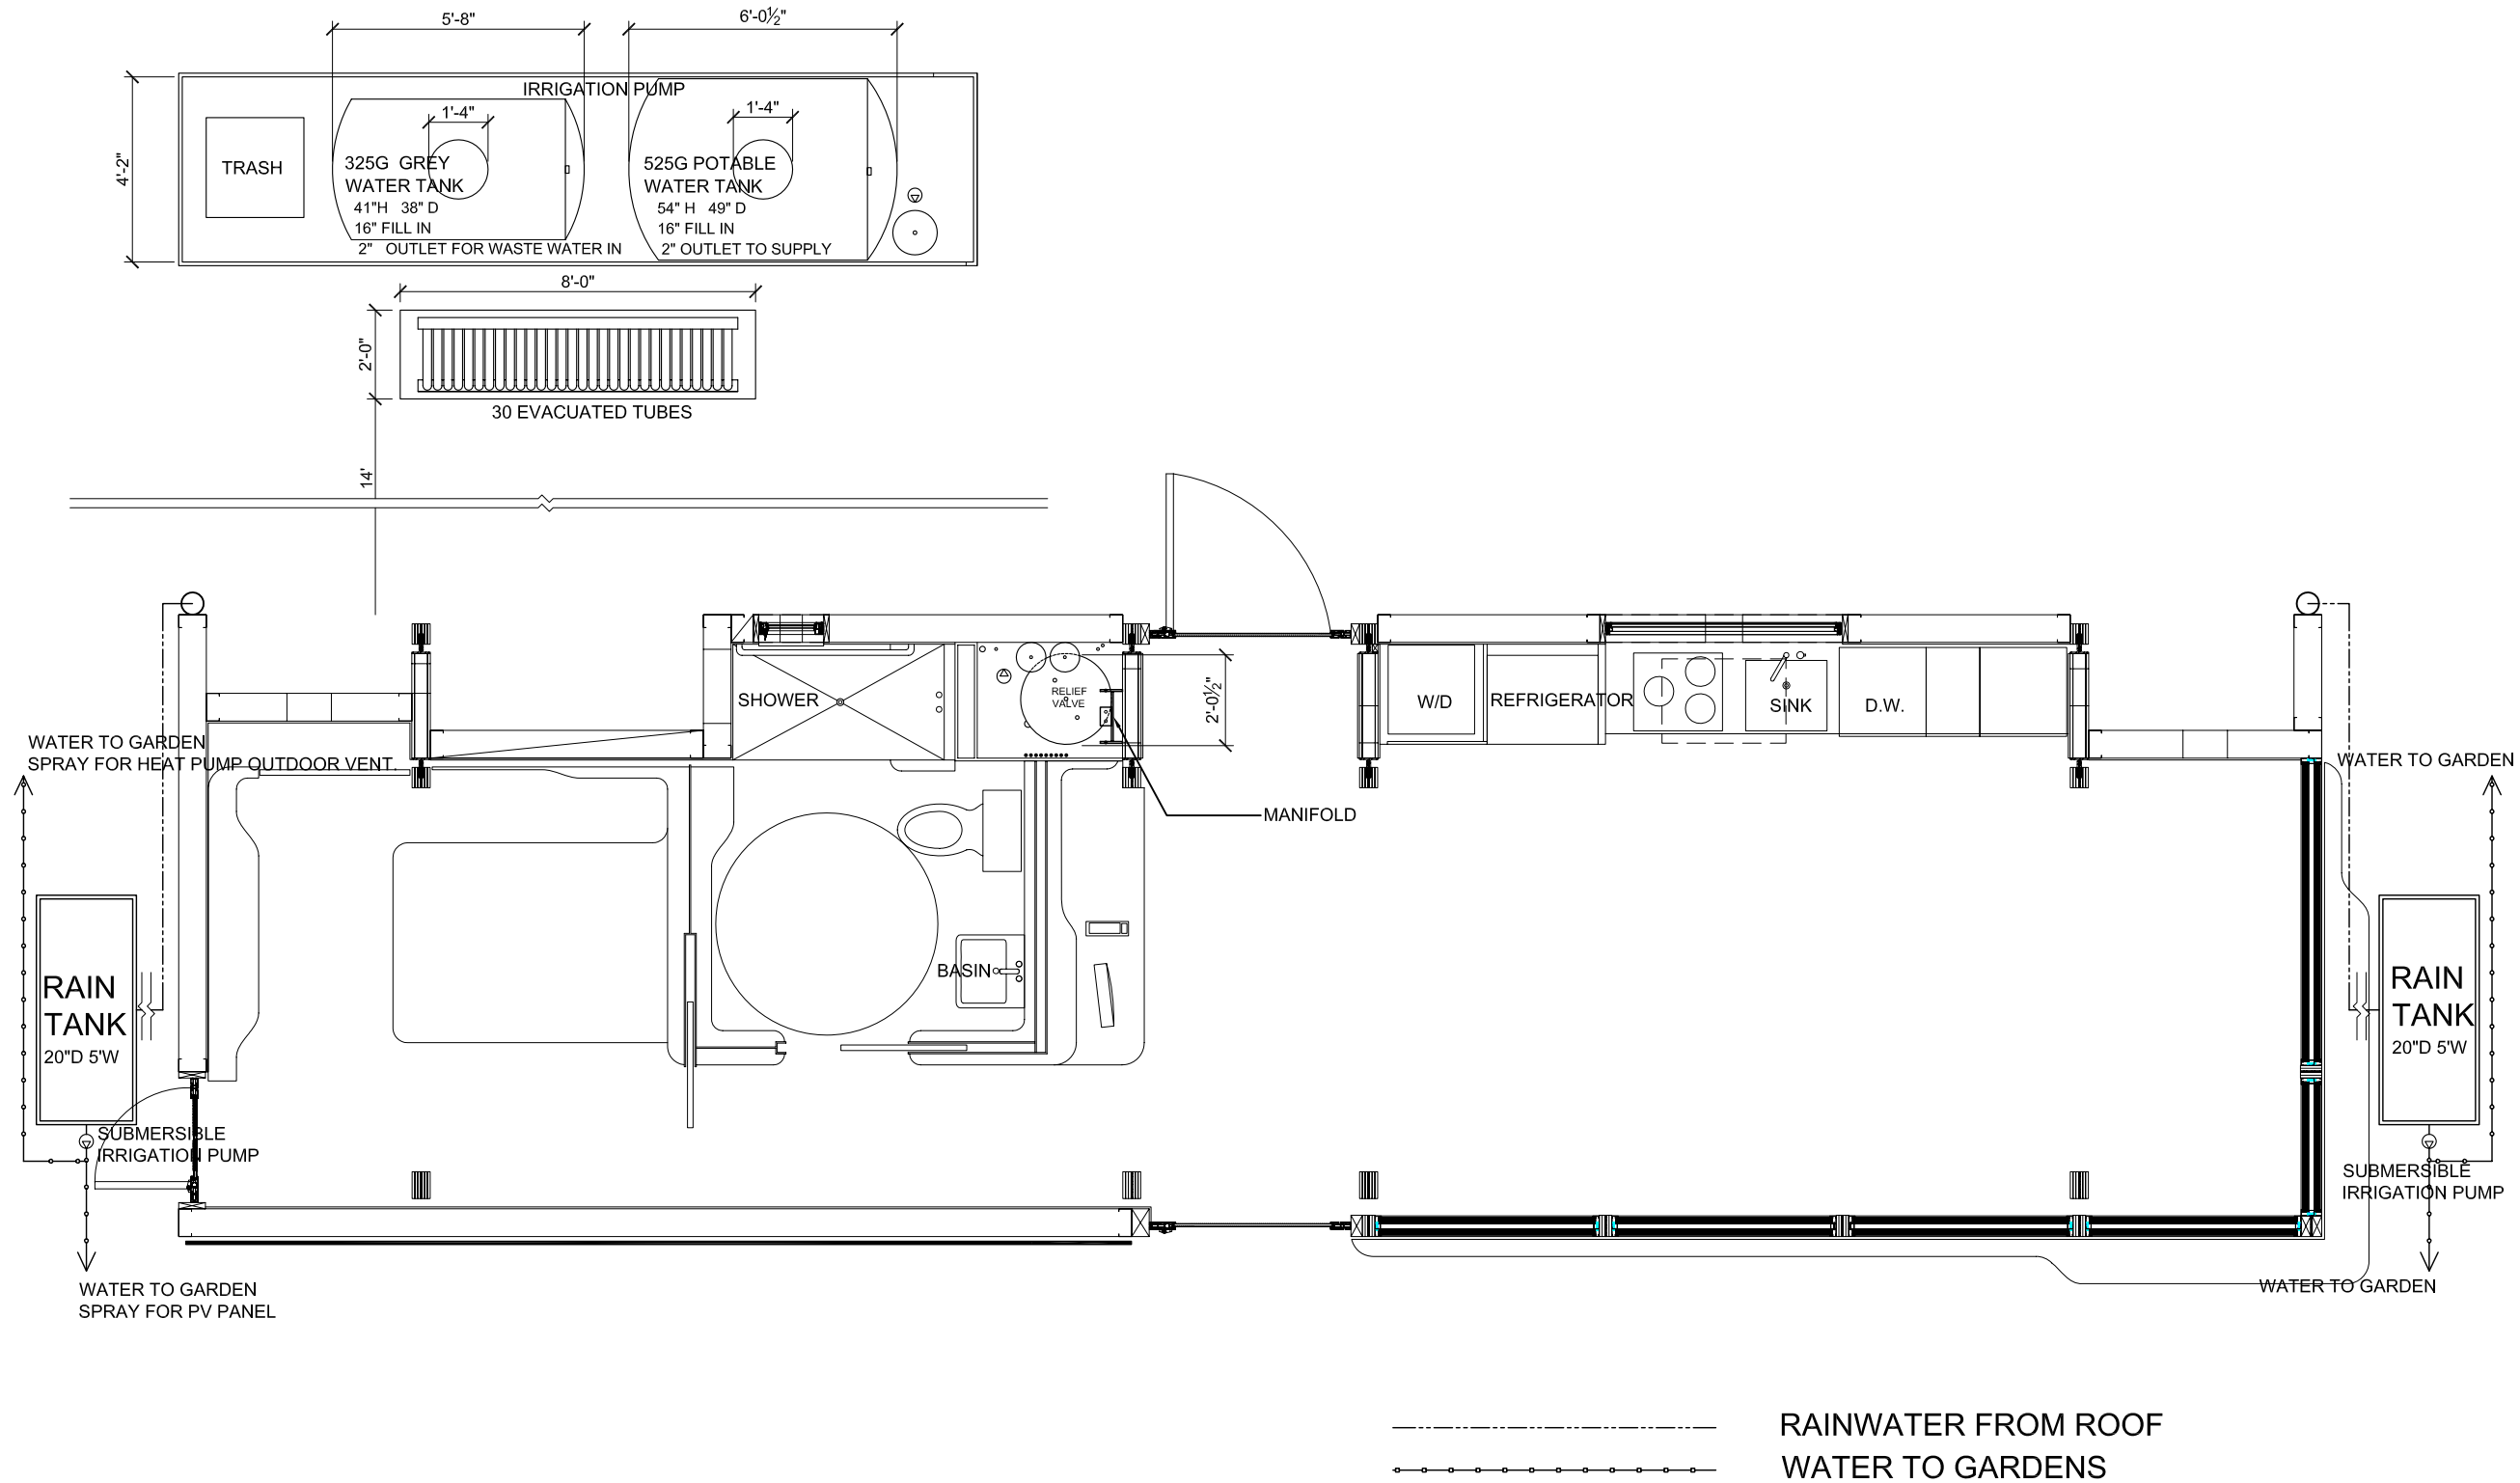 5'-8"
6'-0½"
IRRIGATION PUMP
1'-4"
1'-4"
4'-2"
TRASH
325G GREY
WATER TANK
41"H 38" D
16" FILL IN
2" OUTLET FOR WASTE WATER IN
525G POTABLE
WATER TANK
54" H 49" D
16" FILL IN
2" OUTLET TO SUPPLY
8'-0"
2'-0"
30 EVACUATED TUBES
14'
SHOWER
RELIEF
VALVE
2'-0½"
W/D
REFRIGERATOR
SINK
D.W.
WATER TO GARDEN
SPRAY FOR HEAT PUMP OUTDOOR VENT.
WATER TO GARDEN
MANIFOLD
BASIN
RAIN
TANK
20"D 5'W
RAIN
TANK
20"D 5'W
SUBMERSIBLE
IRRIGATION PUMP
SUBMERSIBLE
IRRIGATION PUMP
WATER TO GARDEN
SPRAY FOR PV PANEL
WATER TO GARDEN
RAINWATER FROM ROOF
WATER TO GARDENS